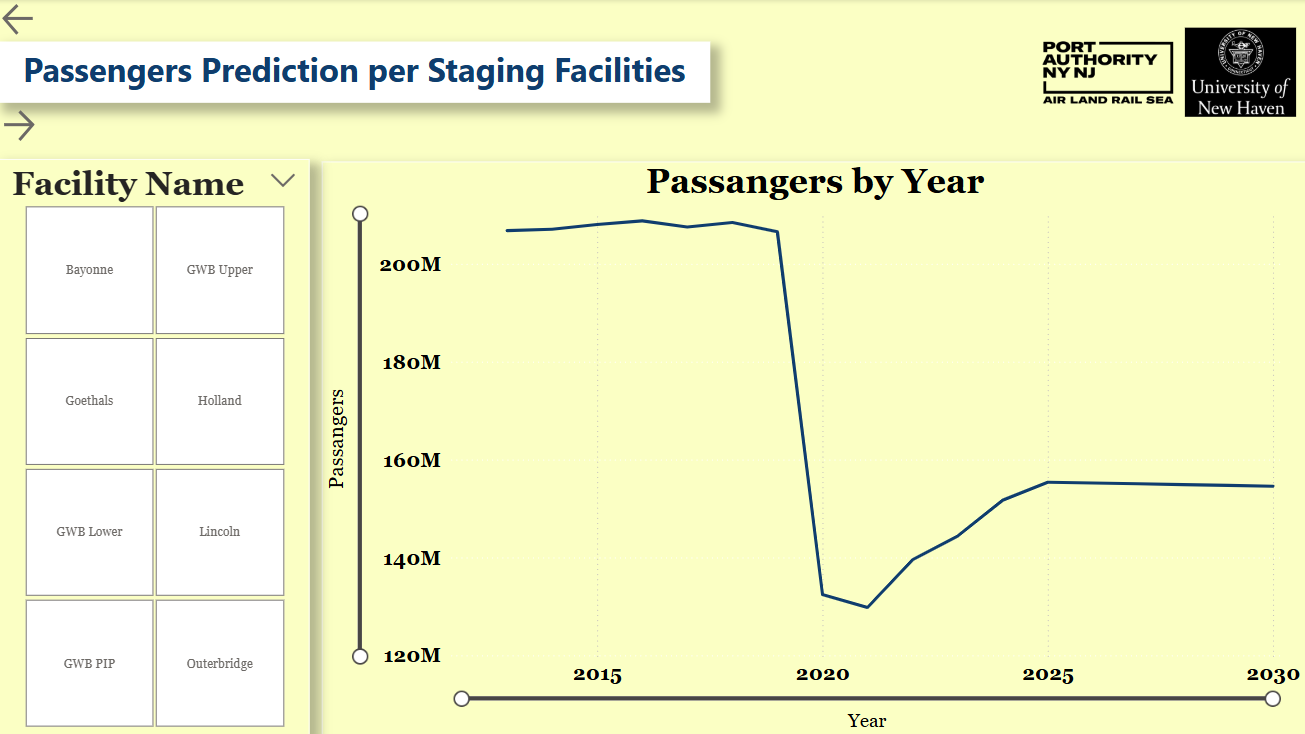 Passengers Prediction per Staging Facilities
PORT
AUTHORITY
NY NJ
AIR LAND RAIL SEA
University of
New Haven
Facility Name
Bayonne
GWB Upper
Goethals
Holland
GWB Lower
Lincoln
GWB PIP
Outerbridge
Passangers by Year
Passangers
200M
180M
160M
140M
120M
2015
2020
2025
2030
Year